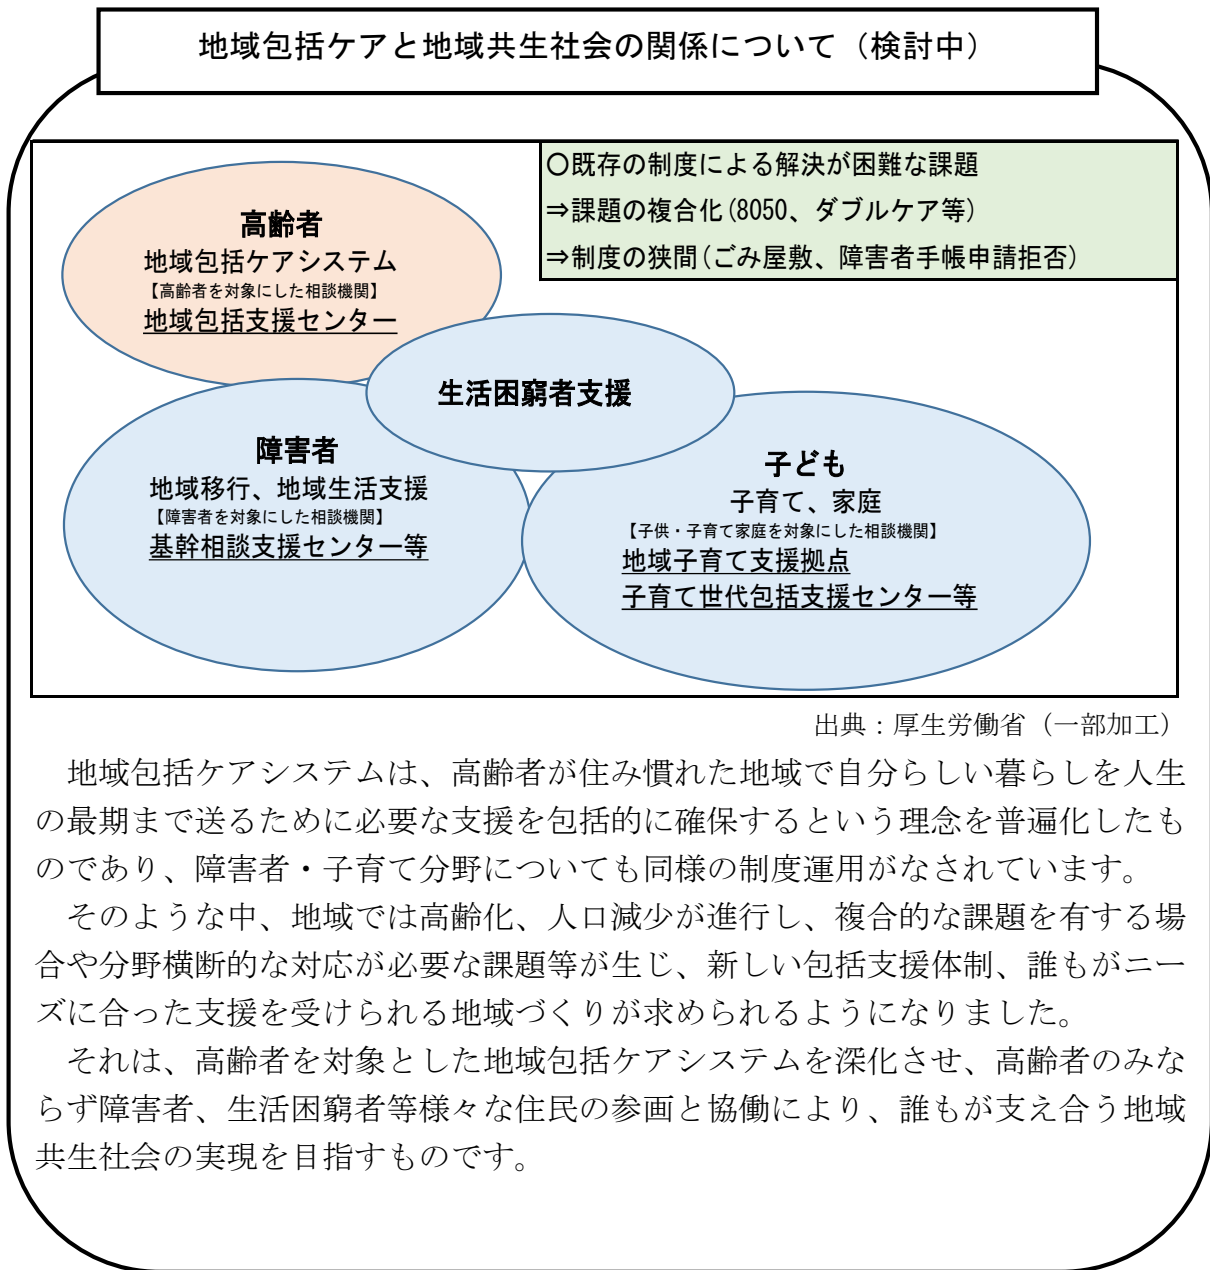 地域包括ケアと地域共生社会の関係について（検討中）
〇既存の制度による解決が困難な課題
⇒課題の複合化(8050、ダブルケア等)
⇒制度の狭間(ごみ屋敷、障害者手帳申請拒否)
高齢者
地域包括ケアシステム
【高齢者を対象にした相談機関】
地域包括支援センター
生活困窮者支援
障害者
地域移行、地域生活支援
【障害者を対象にした相談機関】
基幹相談支援センター等
子ども
子育て、家庭
【子供・子育て家庭を対象にした相談機関】
地域子育て支援拠点
子育て世代包括支援センター等
出典：厚生労働省（一部加工）
地域包括ケアシステムは、高齢者が住み慣れた地域で自分らしい暮らしを人生
の最期まで送るために必要な支援を包括的に確保するという理念を普遍化したも
のであり、障害者・子育て分野についても同様の制度運用がなされています。
そのような中、地域では高齢化、人口減少が進行し、複合的な課題を有する場
合や分野横断的な対応が必要な課題等が生じ、新しい包括支援体制、誰もがニー
ズに合った支援を受けられる地域づくりが求められるようになりました。
それは、高齢者を対象とした地域包括ケアシステムを深化させ、高齢者のみな
らず障害者、生活困窮者等様々な住民の参画と協働により、誰もが支え合う地域
共生社会の実現を目指すものです。